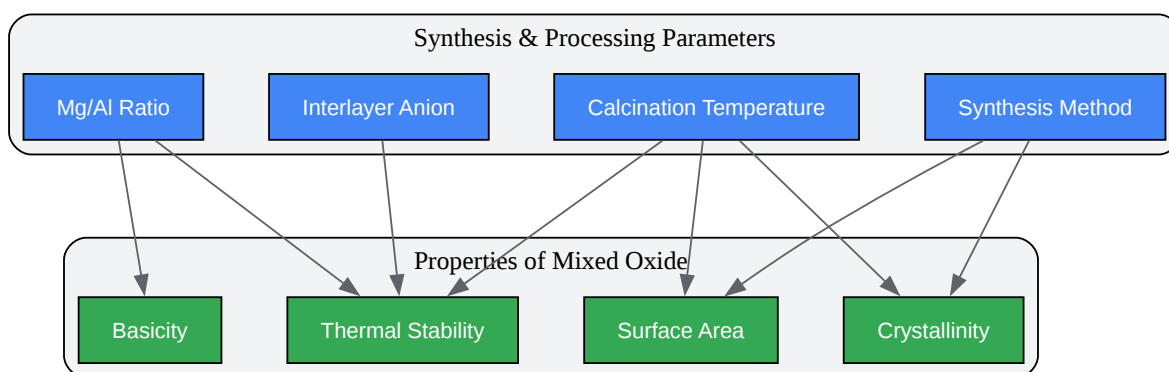 Synthesis & Processing Parameters
Mg/Al Ratio
Interlayer Anion
Calcination Temperature
Synthesis Method
Properties of Mixed Oxide
Basicity
Thermal Stability
Surface Area
Crystallinity